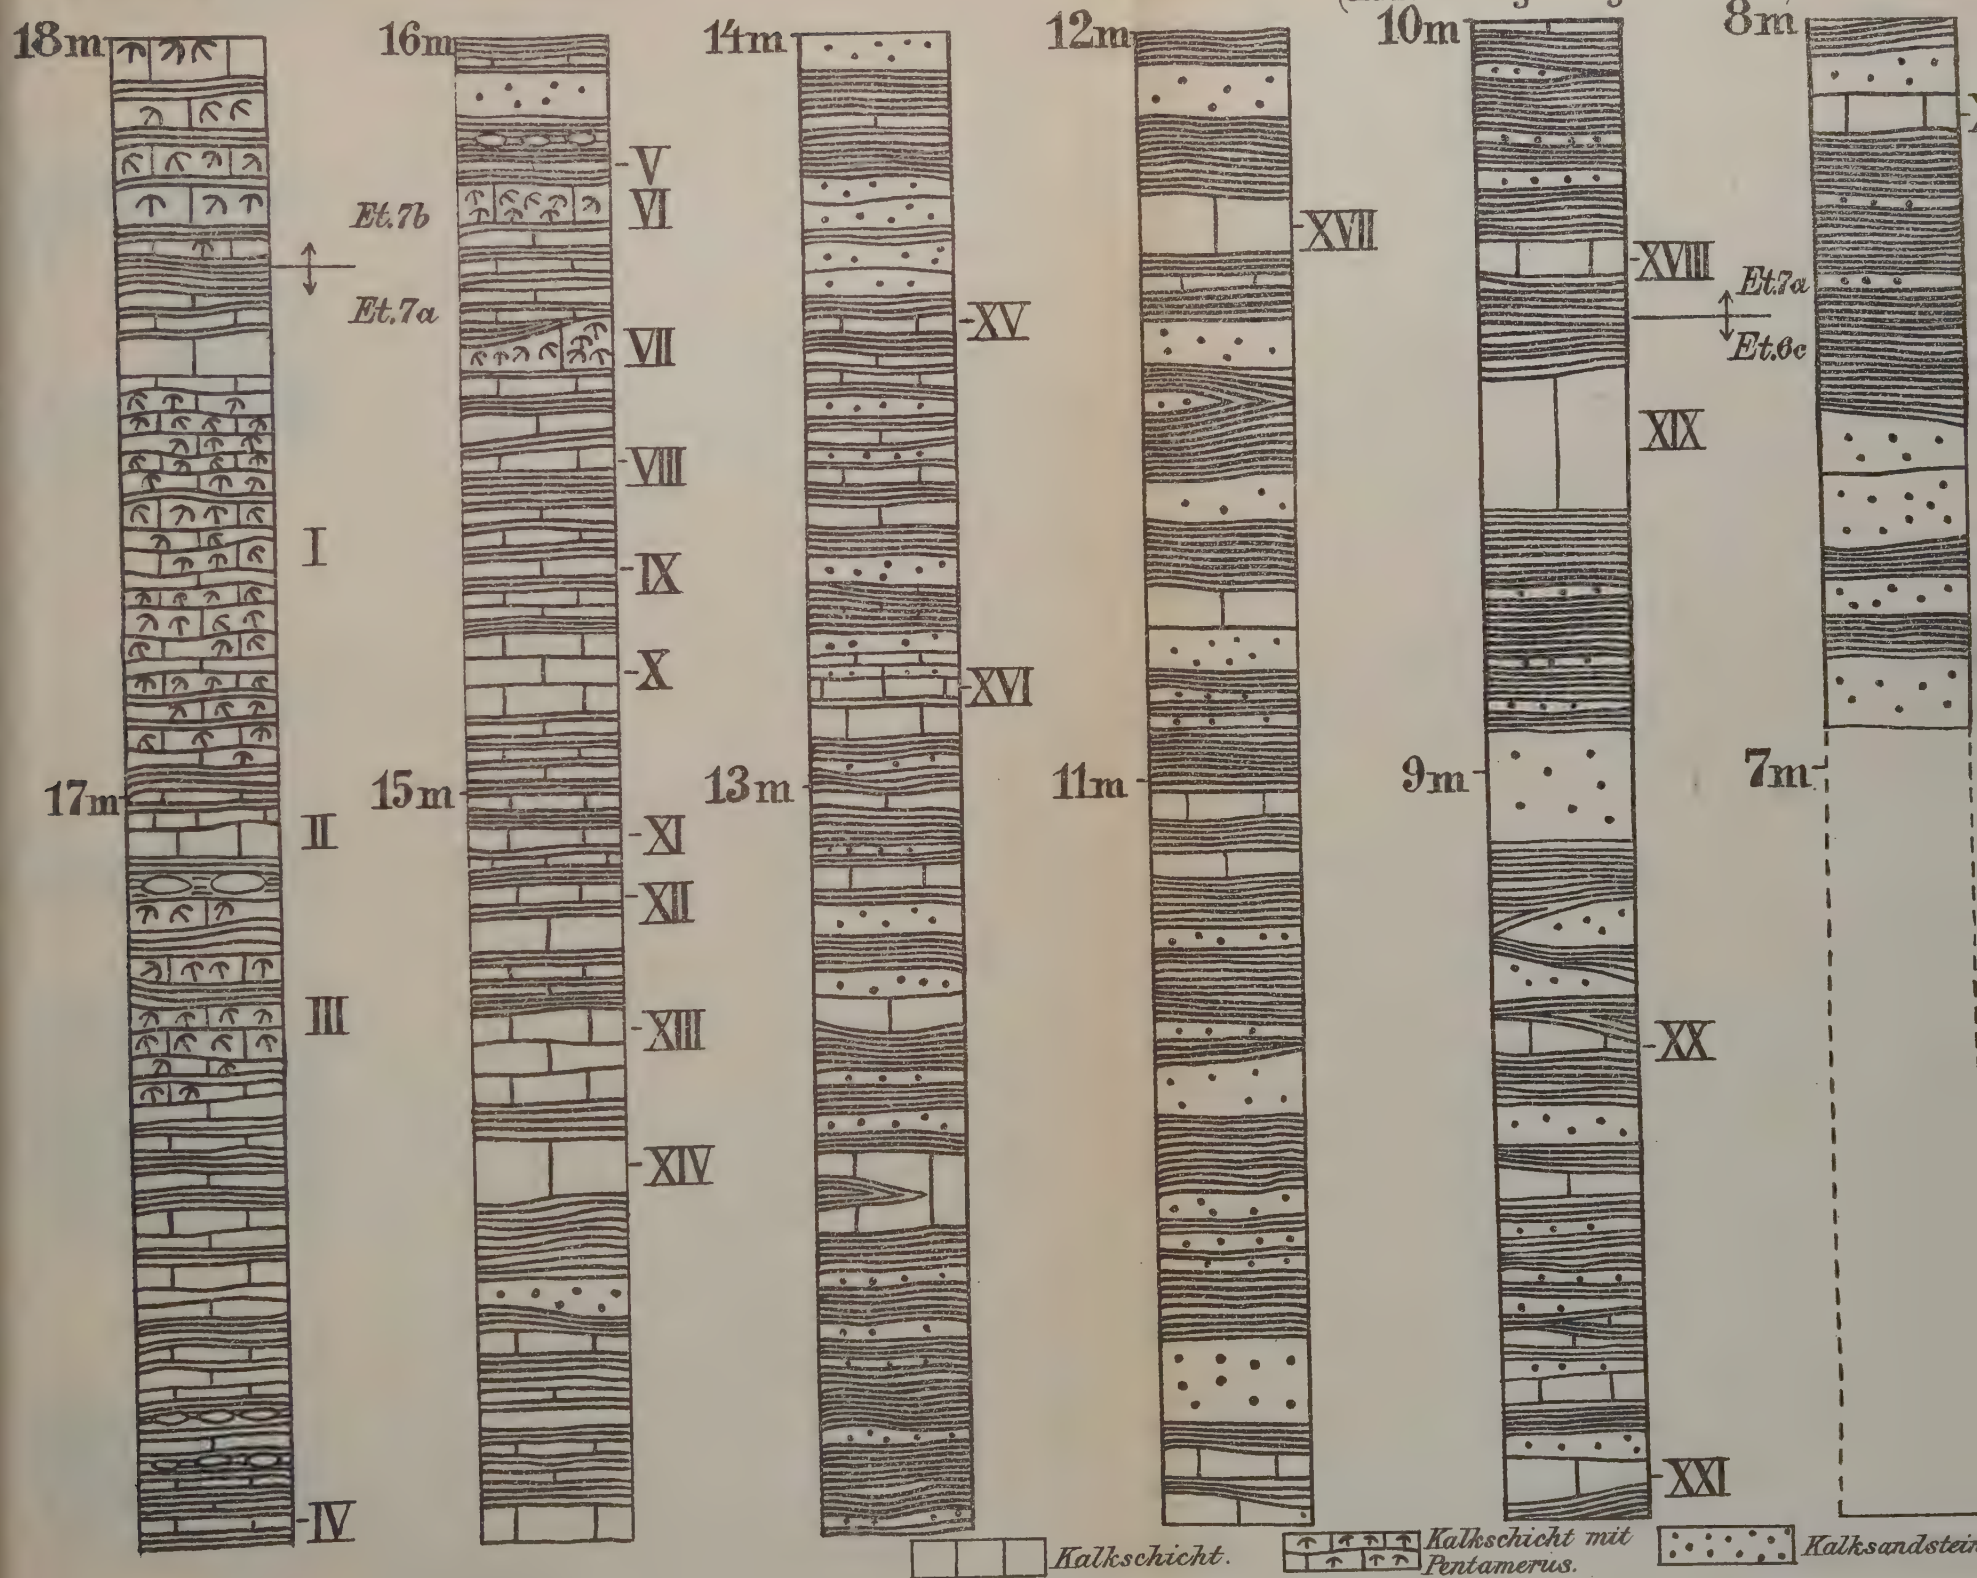 18m
Et.7b
Et.7a
I
17m
II
III
IV
16m
V
VI
VII
VIII
IX
X
15m
XI
XII
XIII
XIV
14m
XV
XVI
13m
12m
XVII
11m
10m
XVIII
Et.7a
Et.6c
XIX
9m
XX
XXI
8m
7m
Kalkschicht.
Kalkschicht mit
Pentamerus.
Kalksandstein